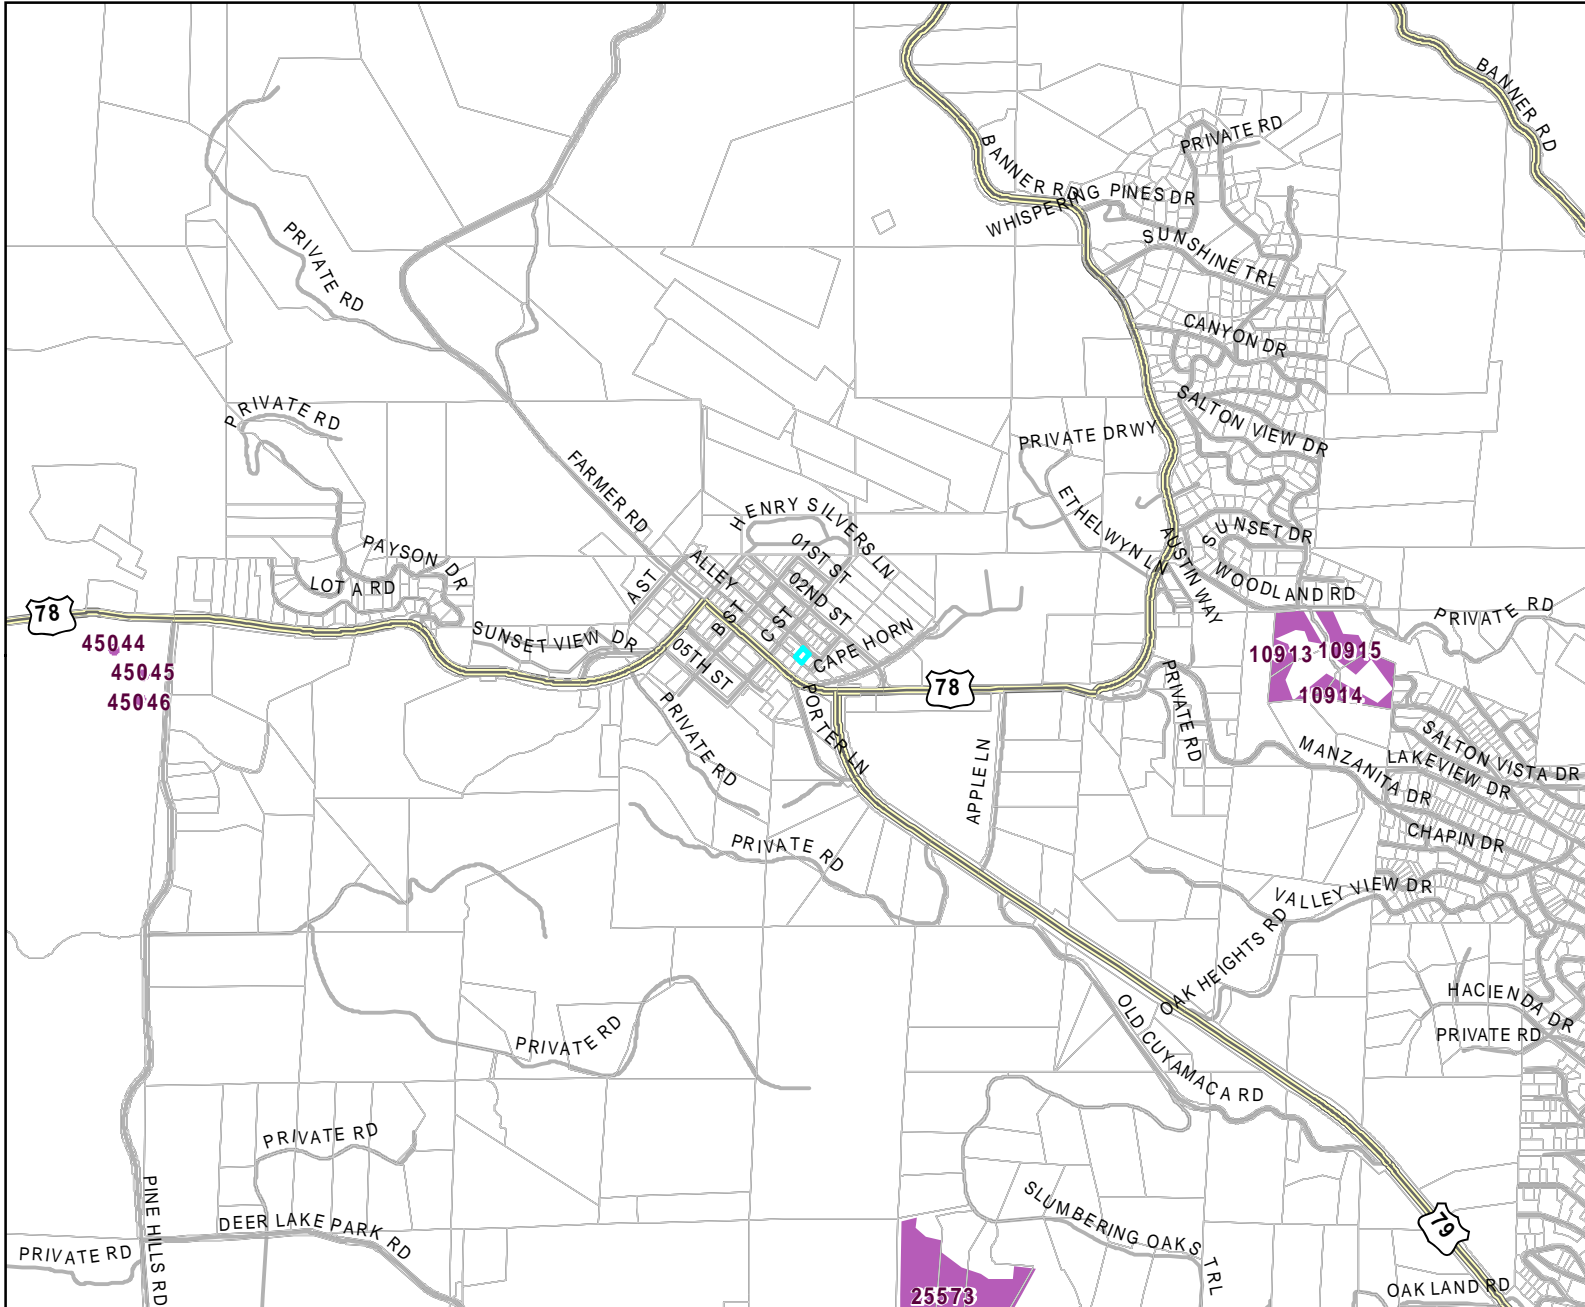 BANNER RD
PRIVATE RD
BANNER RD
WHISPERING PINES DR
SUNSHINE TRL
PRIVATE RD
CANYON DR
SALTON VIEW DR
PRIVATE RD
PRIVATE DRWY
FARMER RD
ETHELWYN LN
HENRY SILVERS LN
AUSTIN WAY
SUNSET DR
01ST ST
PAYSON DR
ALLEY
LOT A RD
A ST
02ND ST
WOODLAND RD
PRIVATE RD
78
B ST
C ST
SUNSET VIEW DR
CAPE HORN
45044
45045
45046
05TH ST
10913
10915
10914
78
PRIVATE RD
PORTER LN
PRIVATE RD
SALTON VISTA DR
MANZANITA DR
LAKEVIEW DR
APPLE LN
CHAPIN DR
PRIVATE RD
VALLEY VIEW DR
OAK HEIGHTS RD
HACIENDA DR
PRIVATE RD
PRIVATE RD
OLD CUYAMACA RD
PRIVATE RD
PINE HILLS RD
SLUMBERING OAKS TRL
DEER LAKE PARK RD
79
PRIVATE RD
25573
OAKLAND RD